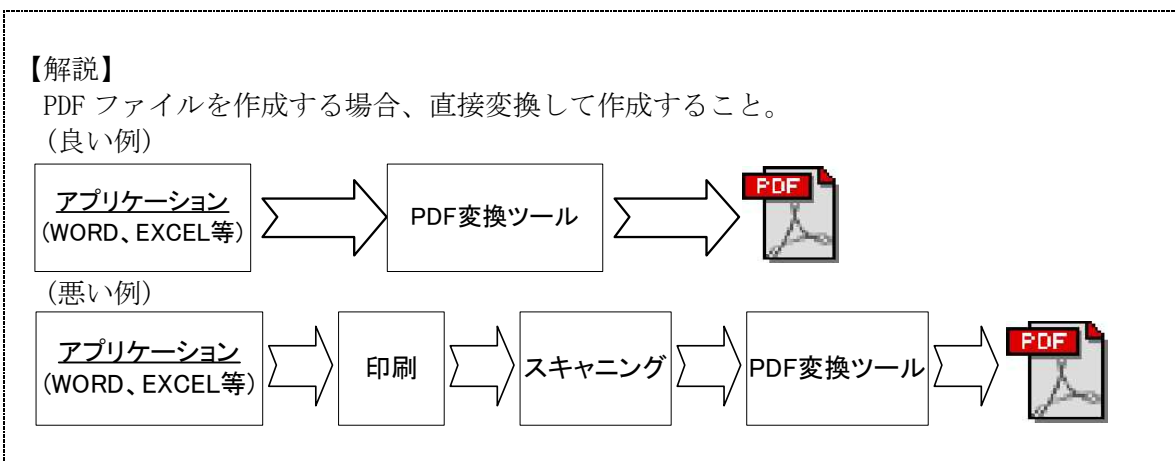 【解説】
PDF ファイルを作成する場合、直接変換して作成すること。
(良い例)
アプリケーション
(WORD、EXCEL等)
PDF変換ツール
PDF
(悪い例)
アプリケーション
(WORD、EXCEL等)
印刷
スキャニング
PDF変換ツール
PDF